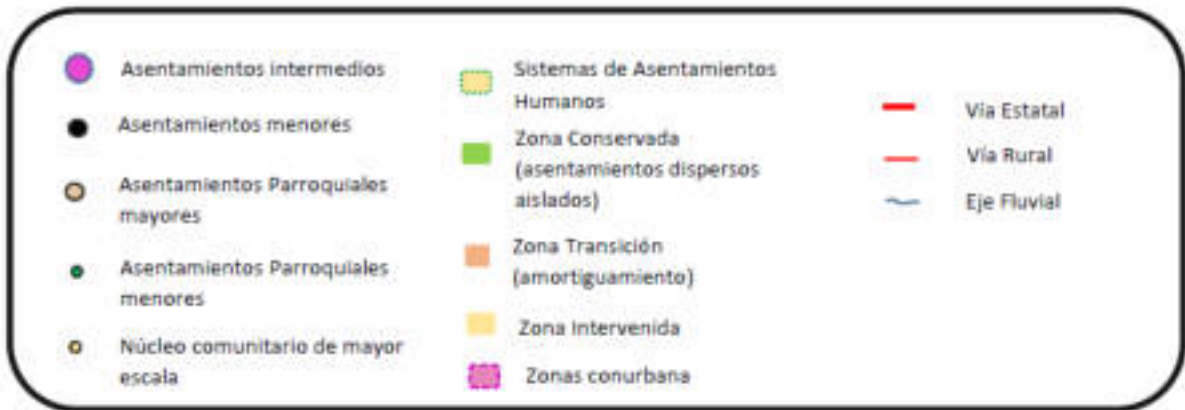 Asentamientos intermedios
Asentamientos menores
Asentamientos Parroquiales
mayores
Asentamientos Parroquiales
menores
Núcleo comunitario de mayor
escala
Sistemas de Asentamientos
Humanos
Zona Conservada
(asentamientos dispersos
aislados)
Zona Transición
(amortiguamiento)
Zona Intervenida
Zonas conurbana
Vía Estatal
Vía Rural
Eje Fluvial